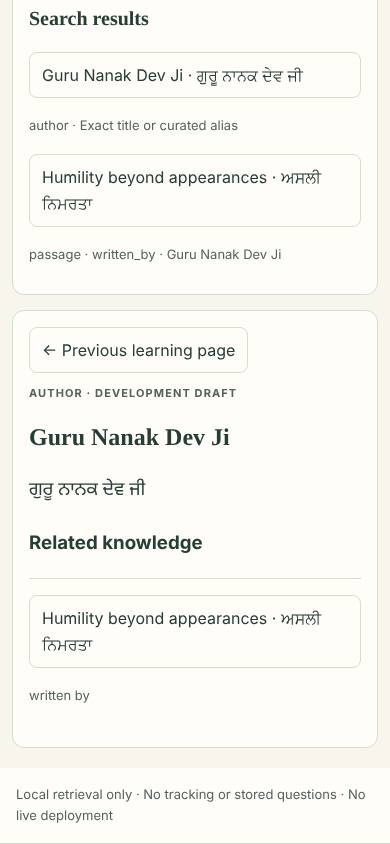 Search results
Guru Nanak Dev Ji · ਗੁਰੂ ਨਾਨਕ ਦੇਵ ਜੀ
author · Exact title or curated alias
Humility beyond appearances · ਅਸਲੀ
ਨਿਮਰਤਾ
passage · written_by · Guru Nanak Dev Ji
← Previous learning page
AUTHOR · DEVELOPMENT DRAFT
Guru Nanak Dev Ji
ਗੁਰੂ ਨਾਨਕ ਦੇਵ ਜੀ
Related knowledge
Humility beyond appearances · ਅਸਲੀ
ਨਿਮਰਤਾ
written by
Local retrieval only · No tracking or stored questions · No
live deployment